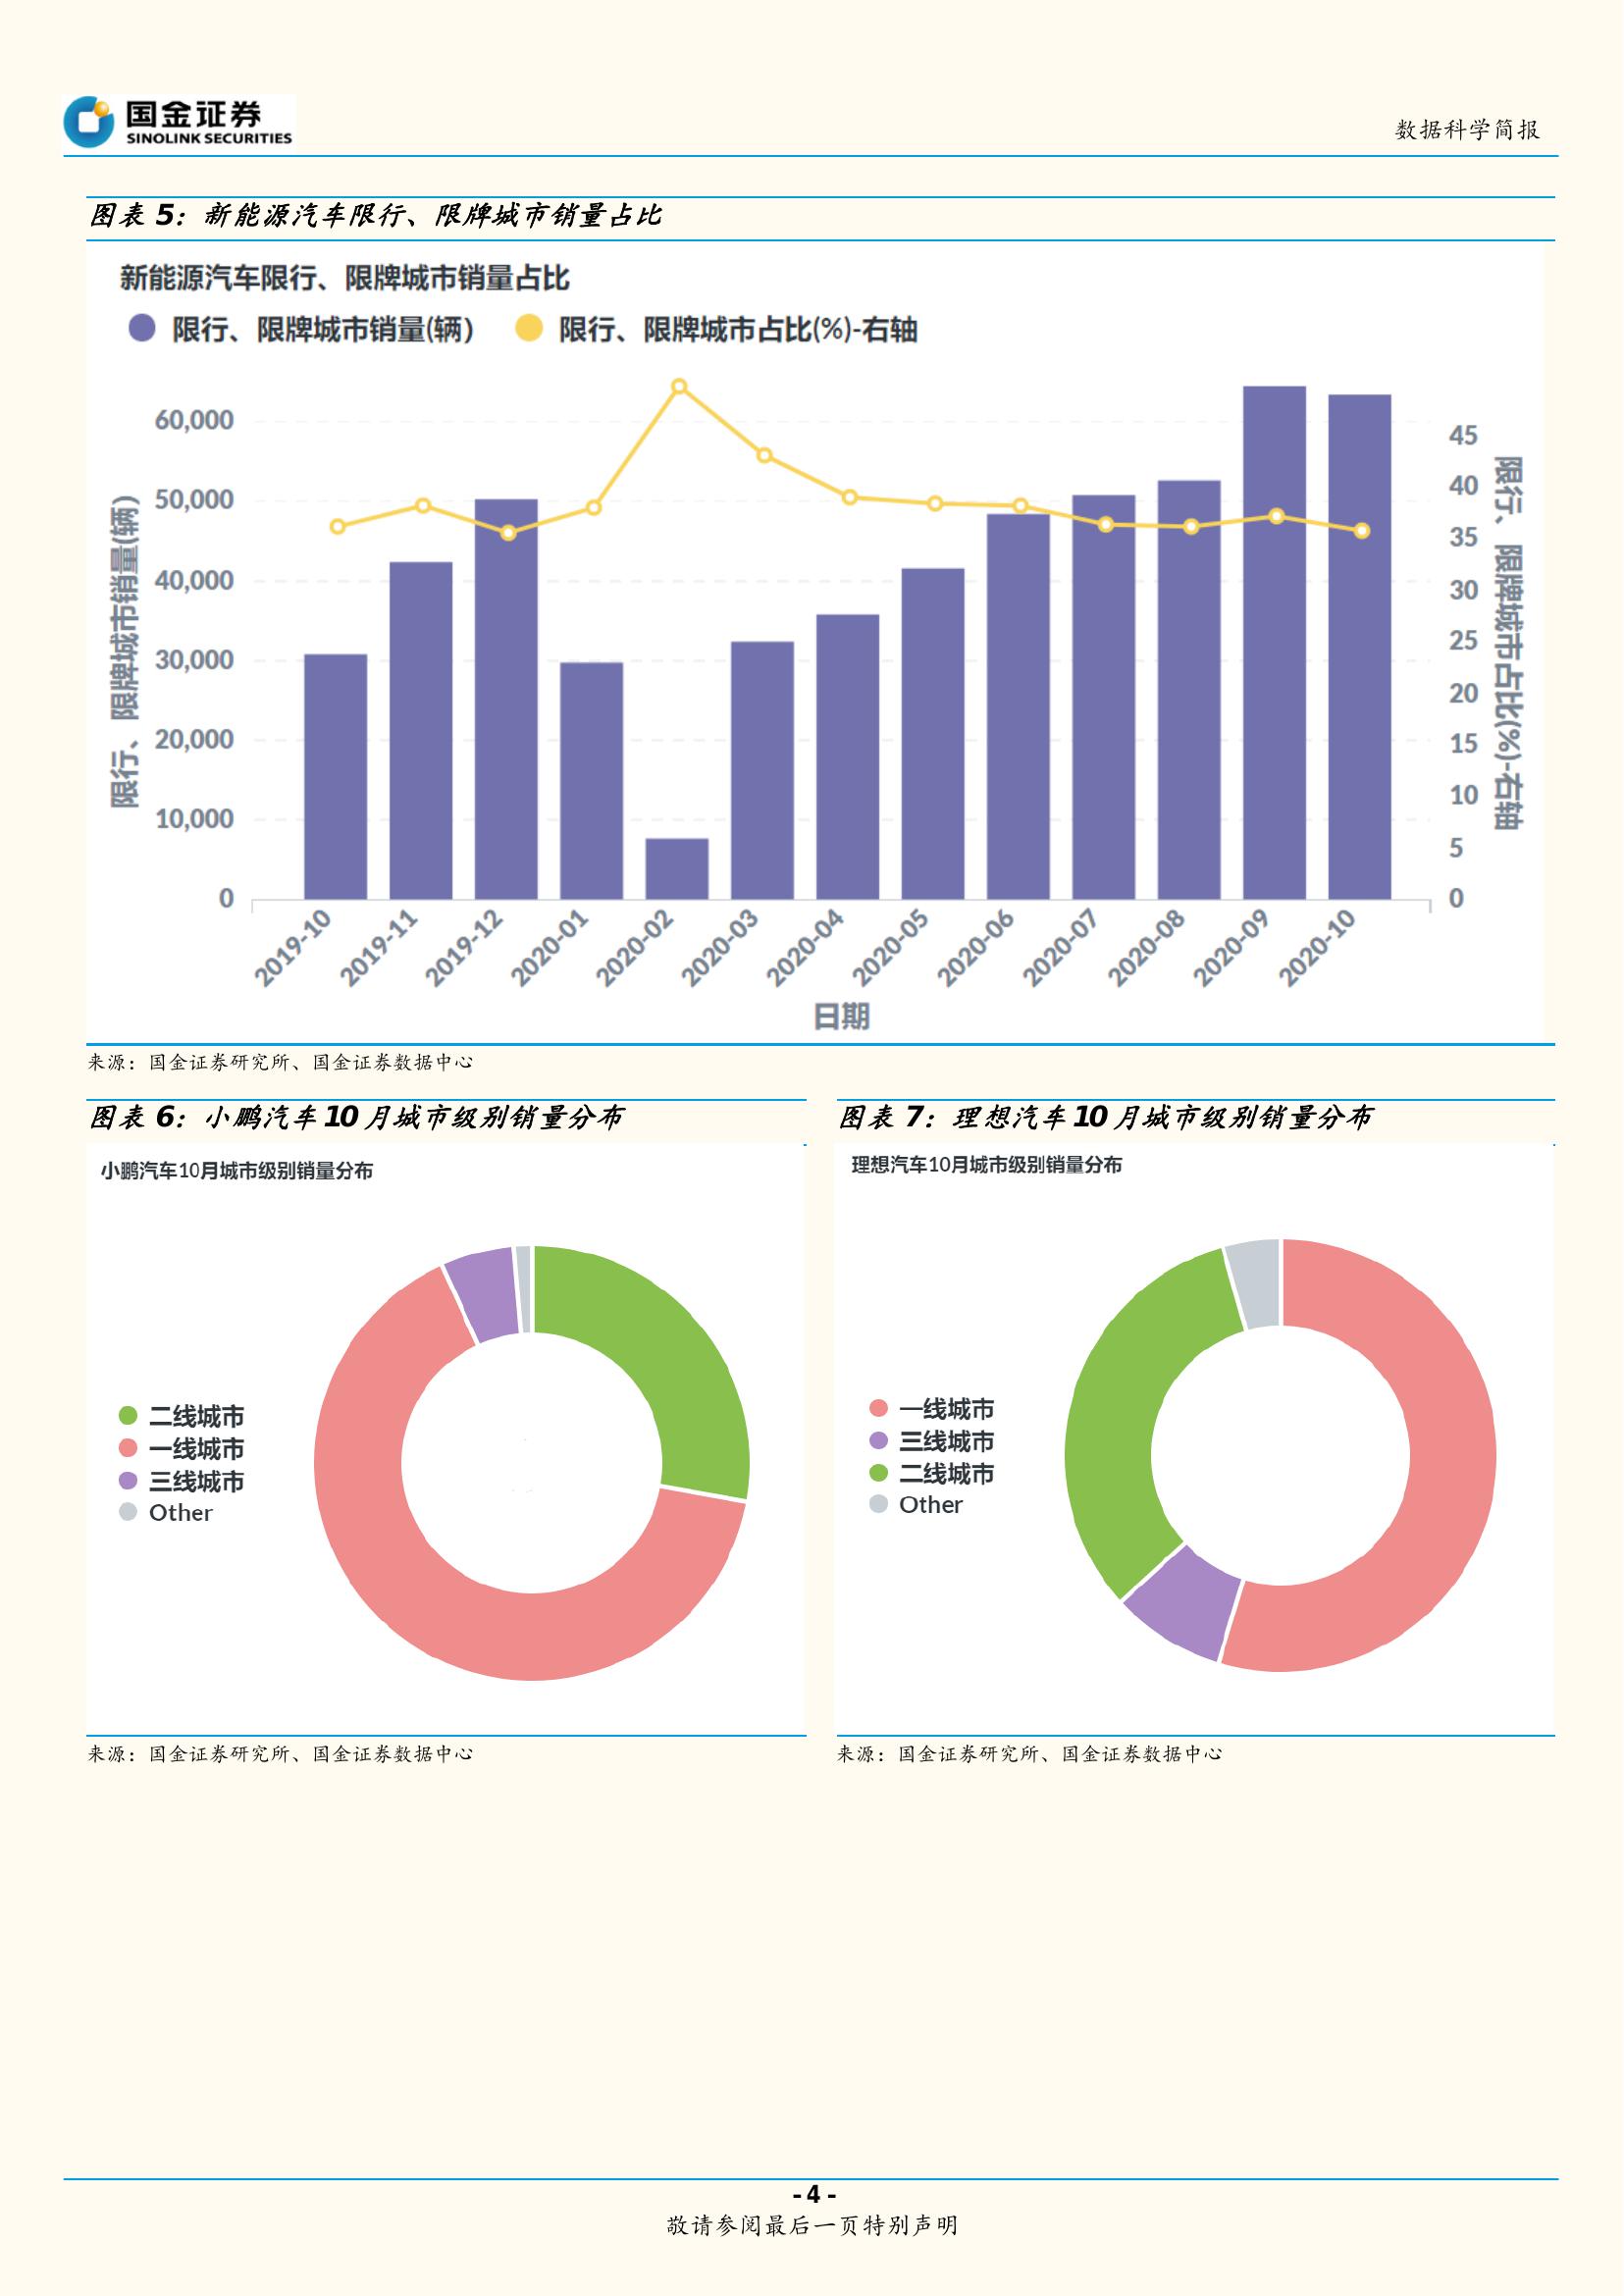 国金证券
SINOLINK SECURITIES
数据科学简报
图表 5：新能源汽车限行、限牌城市销量占比
新能源汽车限行、限牌城市销量占比
限行、限牌城市销量(辆) 限行、限牌城市占比(%)-右轴
限行、限牌城市销量(辆)
60,000
50,000
40,000
30,000
20,000
10,000
0
45
40
35
30
25
20
15
10
5
0
限行、限牌城市占比(%)-右轴
2019-10 2019-11 2019-12 2020-01 2020-02 2020-03 2020-04 2020-05 2020-06 2020-07 2020-08 2020-09 2020-10
日期
来源：国金证券研究所、国金证券数据中心
图表 6：小鹏汽车10月城市级别销量分布
小鹏汽车10月城市级别销量分布
二线城市
一线城市
三线城市
Other
来源：国金证券研究所、国金证券数据中心
图表 7：理想汽车10月城市级别销量分布
理想汽车10月城市级别销量分布
一线城市
三线城市
二线城市
Other
来源：国金证券研究所、国金证券数据中心
- 4 -
敬请参阅最后一页特别声明